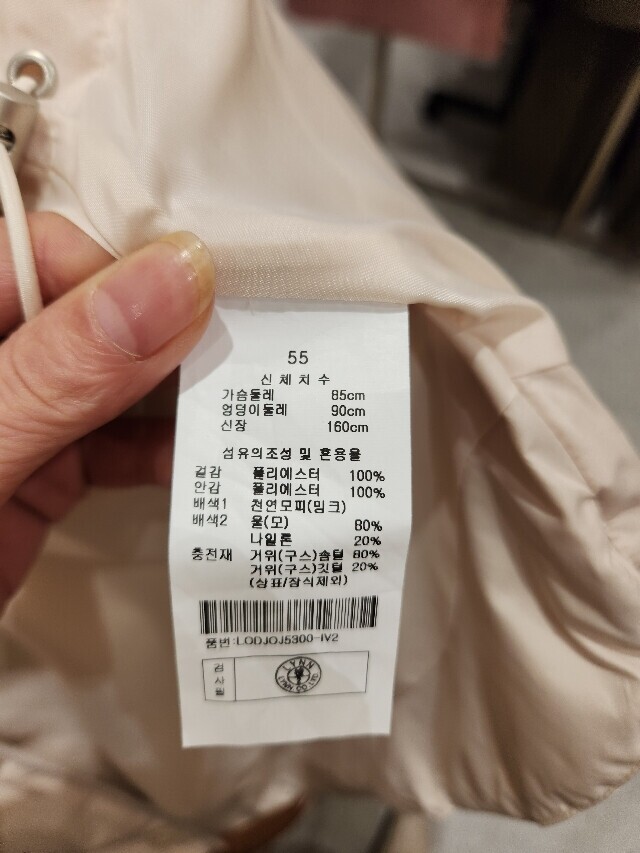 55
신 체 치 수
가슴둘레 85cm
엉덩이둘레 90cm
신장 160cm
섬유의조성 및 혼용율
겉감 폴리에스터 100%
안감 폴리에스터 100%
배색1 천연모피(밍크)
배색2 울(모) 80%
나일론 20%
충전재 거위(구스)솜털 80%
거위(구스)깃털 20%
(상표/장식제외)
품번:LODJOJ5300-IV2
검사필
LYNN
LYNN CO LTD